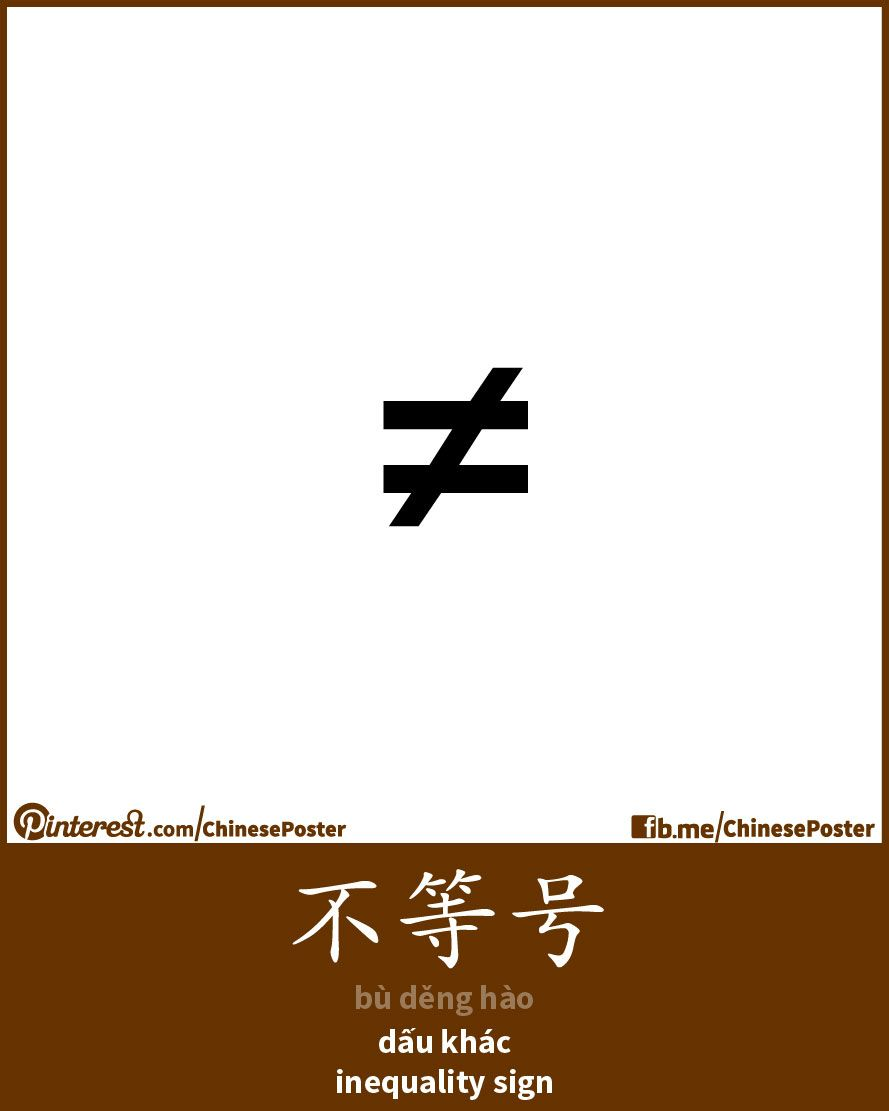 ≠
Pinterest.com/ChinesePoster
fb.me/ChinesePoster
不等号
bù děng hào
dấu khác
inequality sign